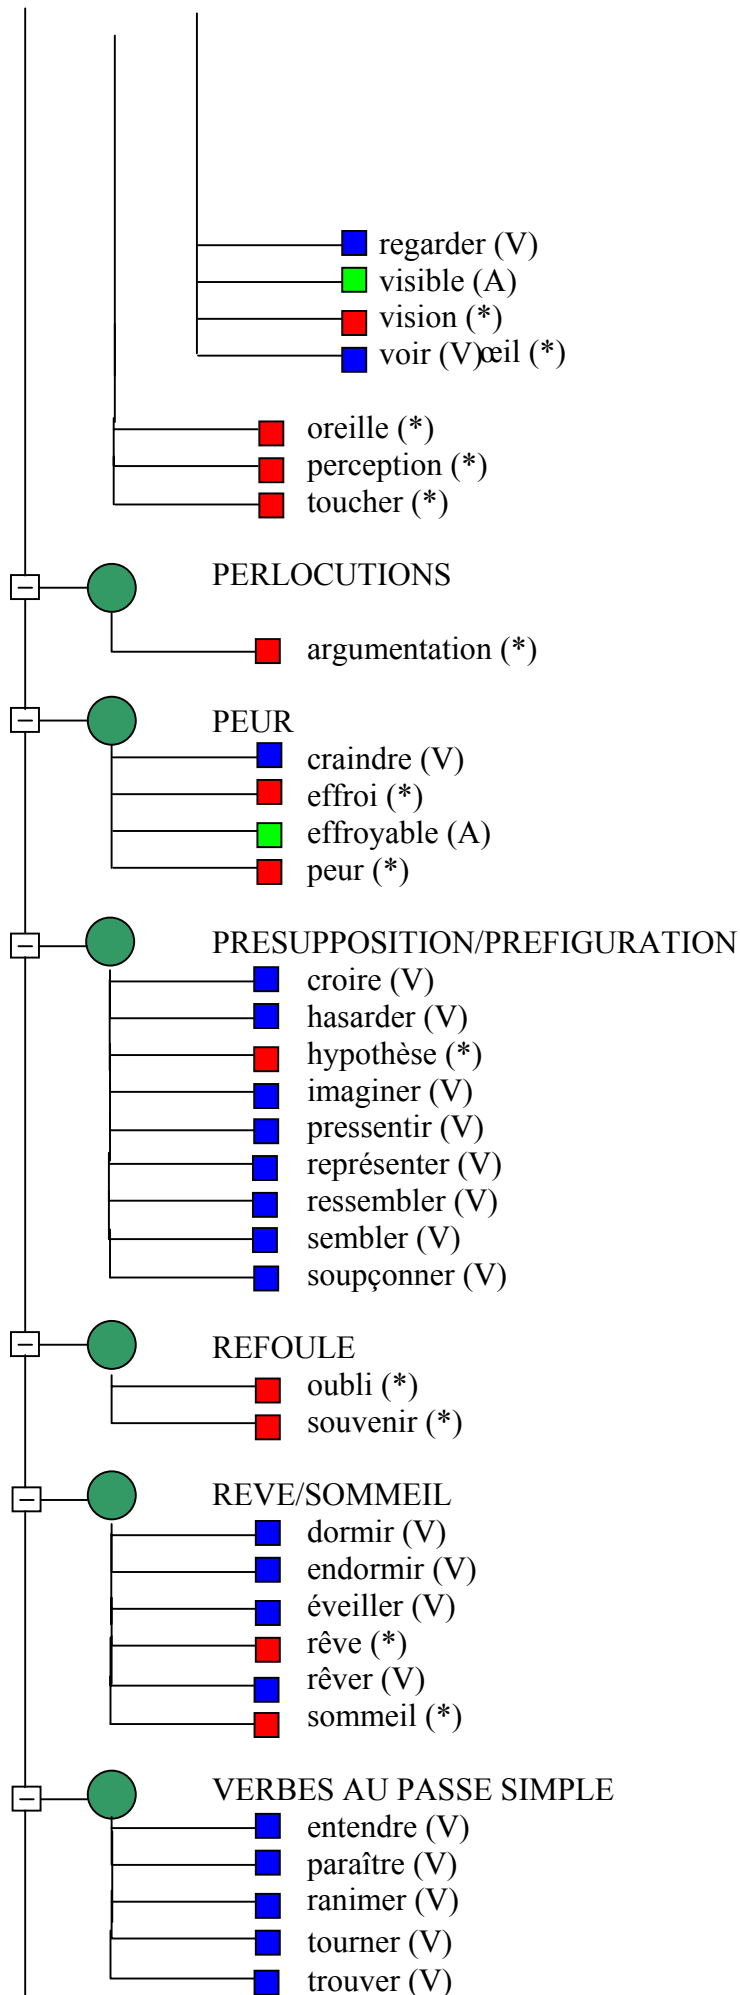 regarder (V)
visible (A)
vision (*)
voir (V)œil (*)
oreille (*)
perception (*)
toucher (*)
PERLOCUTIONS
argumentation (*)
PEUR
craindre (V)
effroi (*)
effroyable (A)
peur (*)
PRESUPPOSITION/PREFIGURATION
croire (V)
hasarder (V)
hypothèse (*)
imaginer (V)
pressentir (V)
représenter (V)
ressembler (V)
sembler (V)
soupçonner (V)
REFOULE
oubli (*)
souvenir (*)
REVE/SOMMEIL
dormir (V)
endormir (V)
éveiller (V)
rêve (*)
rêver (V)
sommeil (*)
VERBES AU PASSE SIMPLE
entendre (V)
paraître (V)
ranimer (V)
tourner (V)
trouver (V)